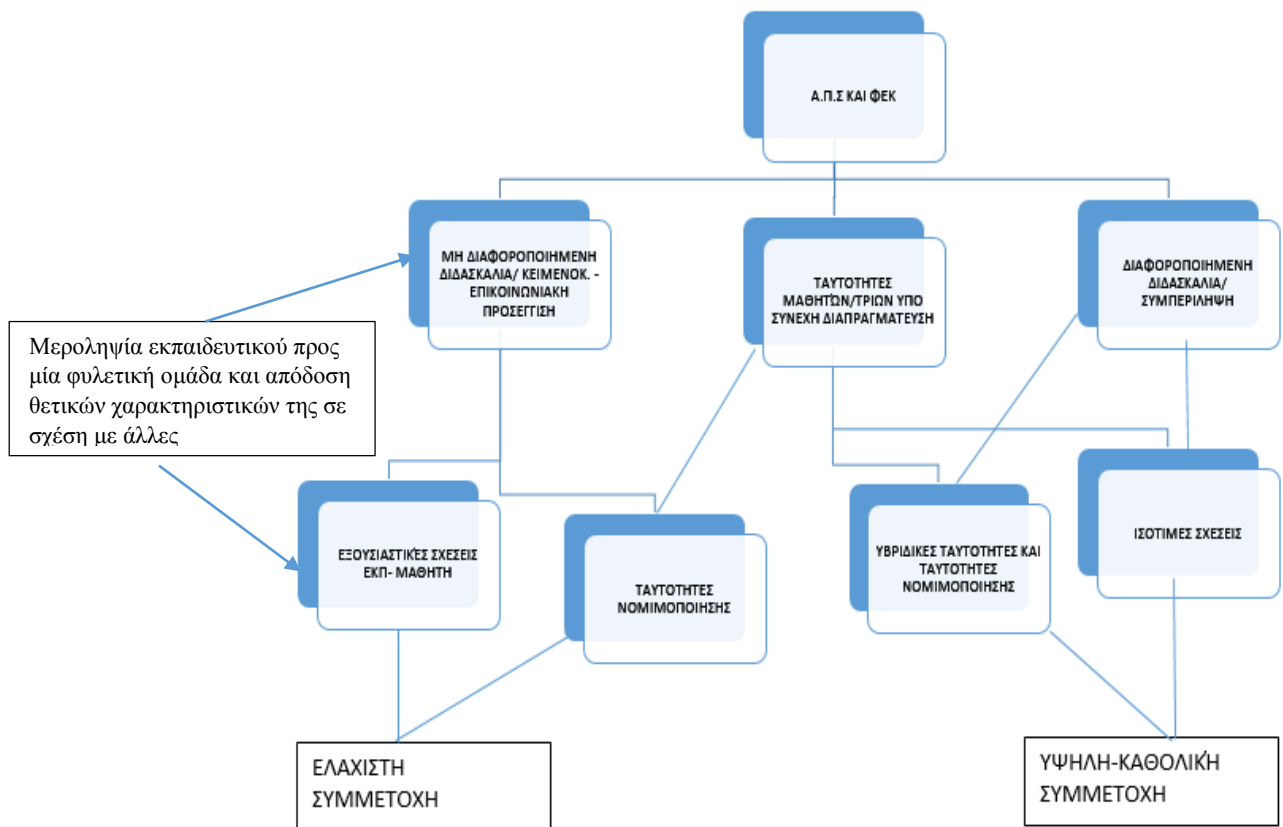 Α.Π.Σ ΚΑΙ ΦΕΚ
ΜΗ ΔΙΑΦΟΡΟΠΟΙΗΜΕΝΗ
ΔΙΔΑΣΚΑΛΙΑ/ ΚΕΙΜΕΝΟΚ. -
ΕΠΙΚΟΙΝΩΝΙΑΚΗ
ΠΡΟΣΕΓΓΙΣΗ
ΤΑΥΤΟΤΗΤΕΣ
ΜΑΘΗΤΏΝ/ΤΡΙΩΝ ΥΠΟ
ΣΥΝΕΧΗ ΔΙΑΠΡΑΓΜΑΤΕΥΣΗ
ΔΙΑΦΟΡΟΠΟΙΗΜΕΝΗ
ΔΙΔΑΣΚΑΛΙΑ/
ΣΥΜΠΕΡΙΛΗΨΗ
Μεροληψία εκπαιδευτικού προς
μία φυλετική ομάδα και απόδοση
θετικών χαρακτηριστικών της σε
σχέση με άλλες
ΕΞΟΥΣΙΑΣΤΙΚΈΣ ΣΧΕΣΕΙΣ
ΕΚΠ- ΜΑΘΗΤΗ
ΤΑΥΤΟΤΗΤΕΣ
ΝΟΜΙΜΟΠΟΙΗΣΗΣ
ΥΒΡΙΔΙΚΕΣ ΤΑΥΤΟΤΗΤΕΣ ΚΑΙ
ΤΑΥΤΟΤΗΤΕΣ
ΝΟΜΙΜΟΠΟΙΗΣΗΣ
ΙΣΟΤΙΜΕΣ ΣΧΕΣΕΙΣ
ΕΛΑΧΙΣΤΗ
ΣΥΜΜΕΤΟΧΗ
ΥΨΗΛΗ-ΚΑΘΟΛΙΚΉ
ΣΥΜΜΕΤΟΧΗ